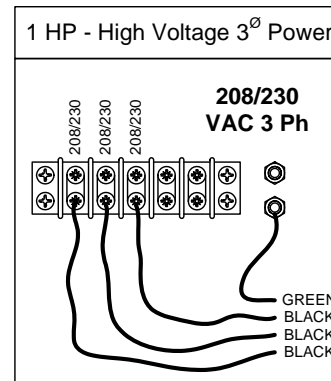 1 HP - High Voltage 3Ø Power
208/230
VAC 3 Ph
208/230
208/230
208/230
GREEN
BLACK
BLACK
BLACK